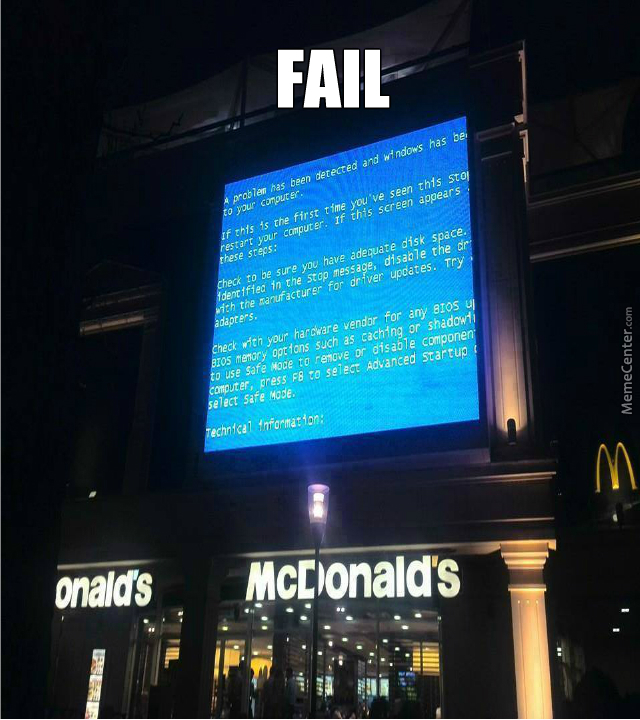 FAIL
A problem has been detected and windows has be
to your computer.
If this is the first time you've seen this stop
restart your computer. If this screen appears
these steps:
Check to be sure you have adequate disk space.
identified in the Stop message, disable the dr
with the manufacturer for driver updates. Try
adapters.
Check with your hardware vendor for any BIOS u
BIOS memory options such as caching or shadowi
to use Safe Mode to remove or disable componen
computer, press F8 to select Advanced Startup
select Safe Mode.
Technical information:
MemeCenter.com
onald's
McDonald's